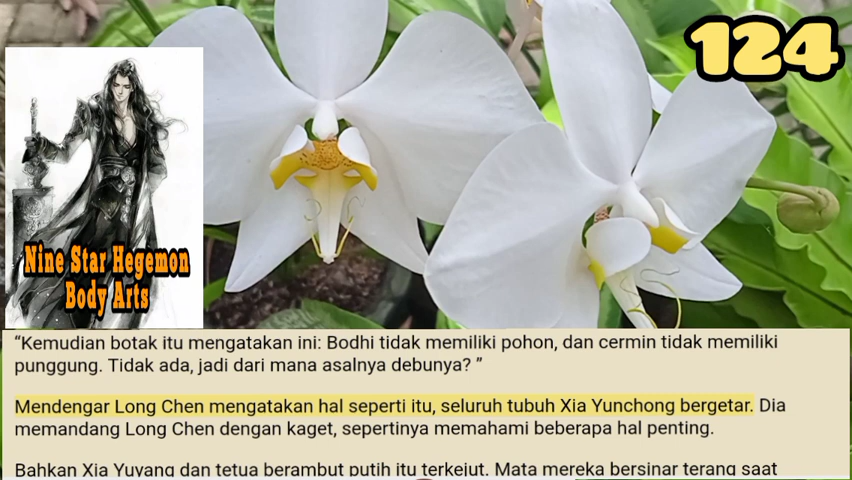 124
Nine Star Hegemon
Body Arts
“Kemudian botak itu mengatakan ini: Bodhi tidak memiliki pohon, dan cermin tidak memiliki
punggung. Tidak ada, jadi dari mana asalnya debunya? ”
Mendengar Long Chen mengatakan hal seperti itu, seluruh tubuh Xia Yunchong bergetar. Dia
memandang Long Chen dengan kaget, sepertinya memahami beberapa hal penting.
Bahkan Xia Yuyang dan tetua berambut putih itu terkejut. Mata mereka bersinar terang saat